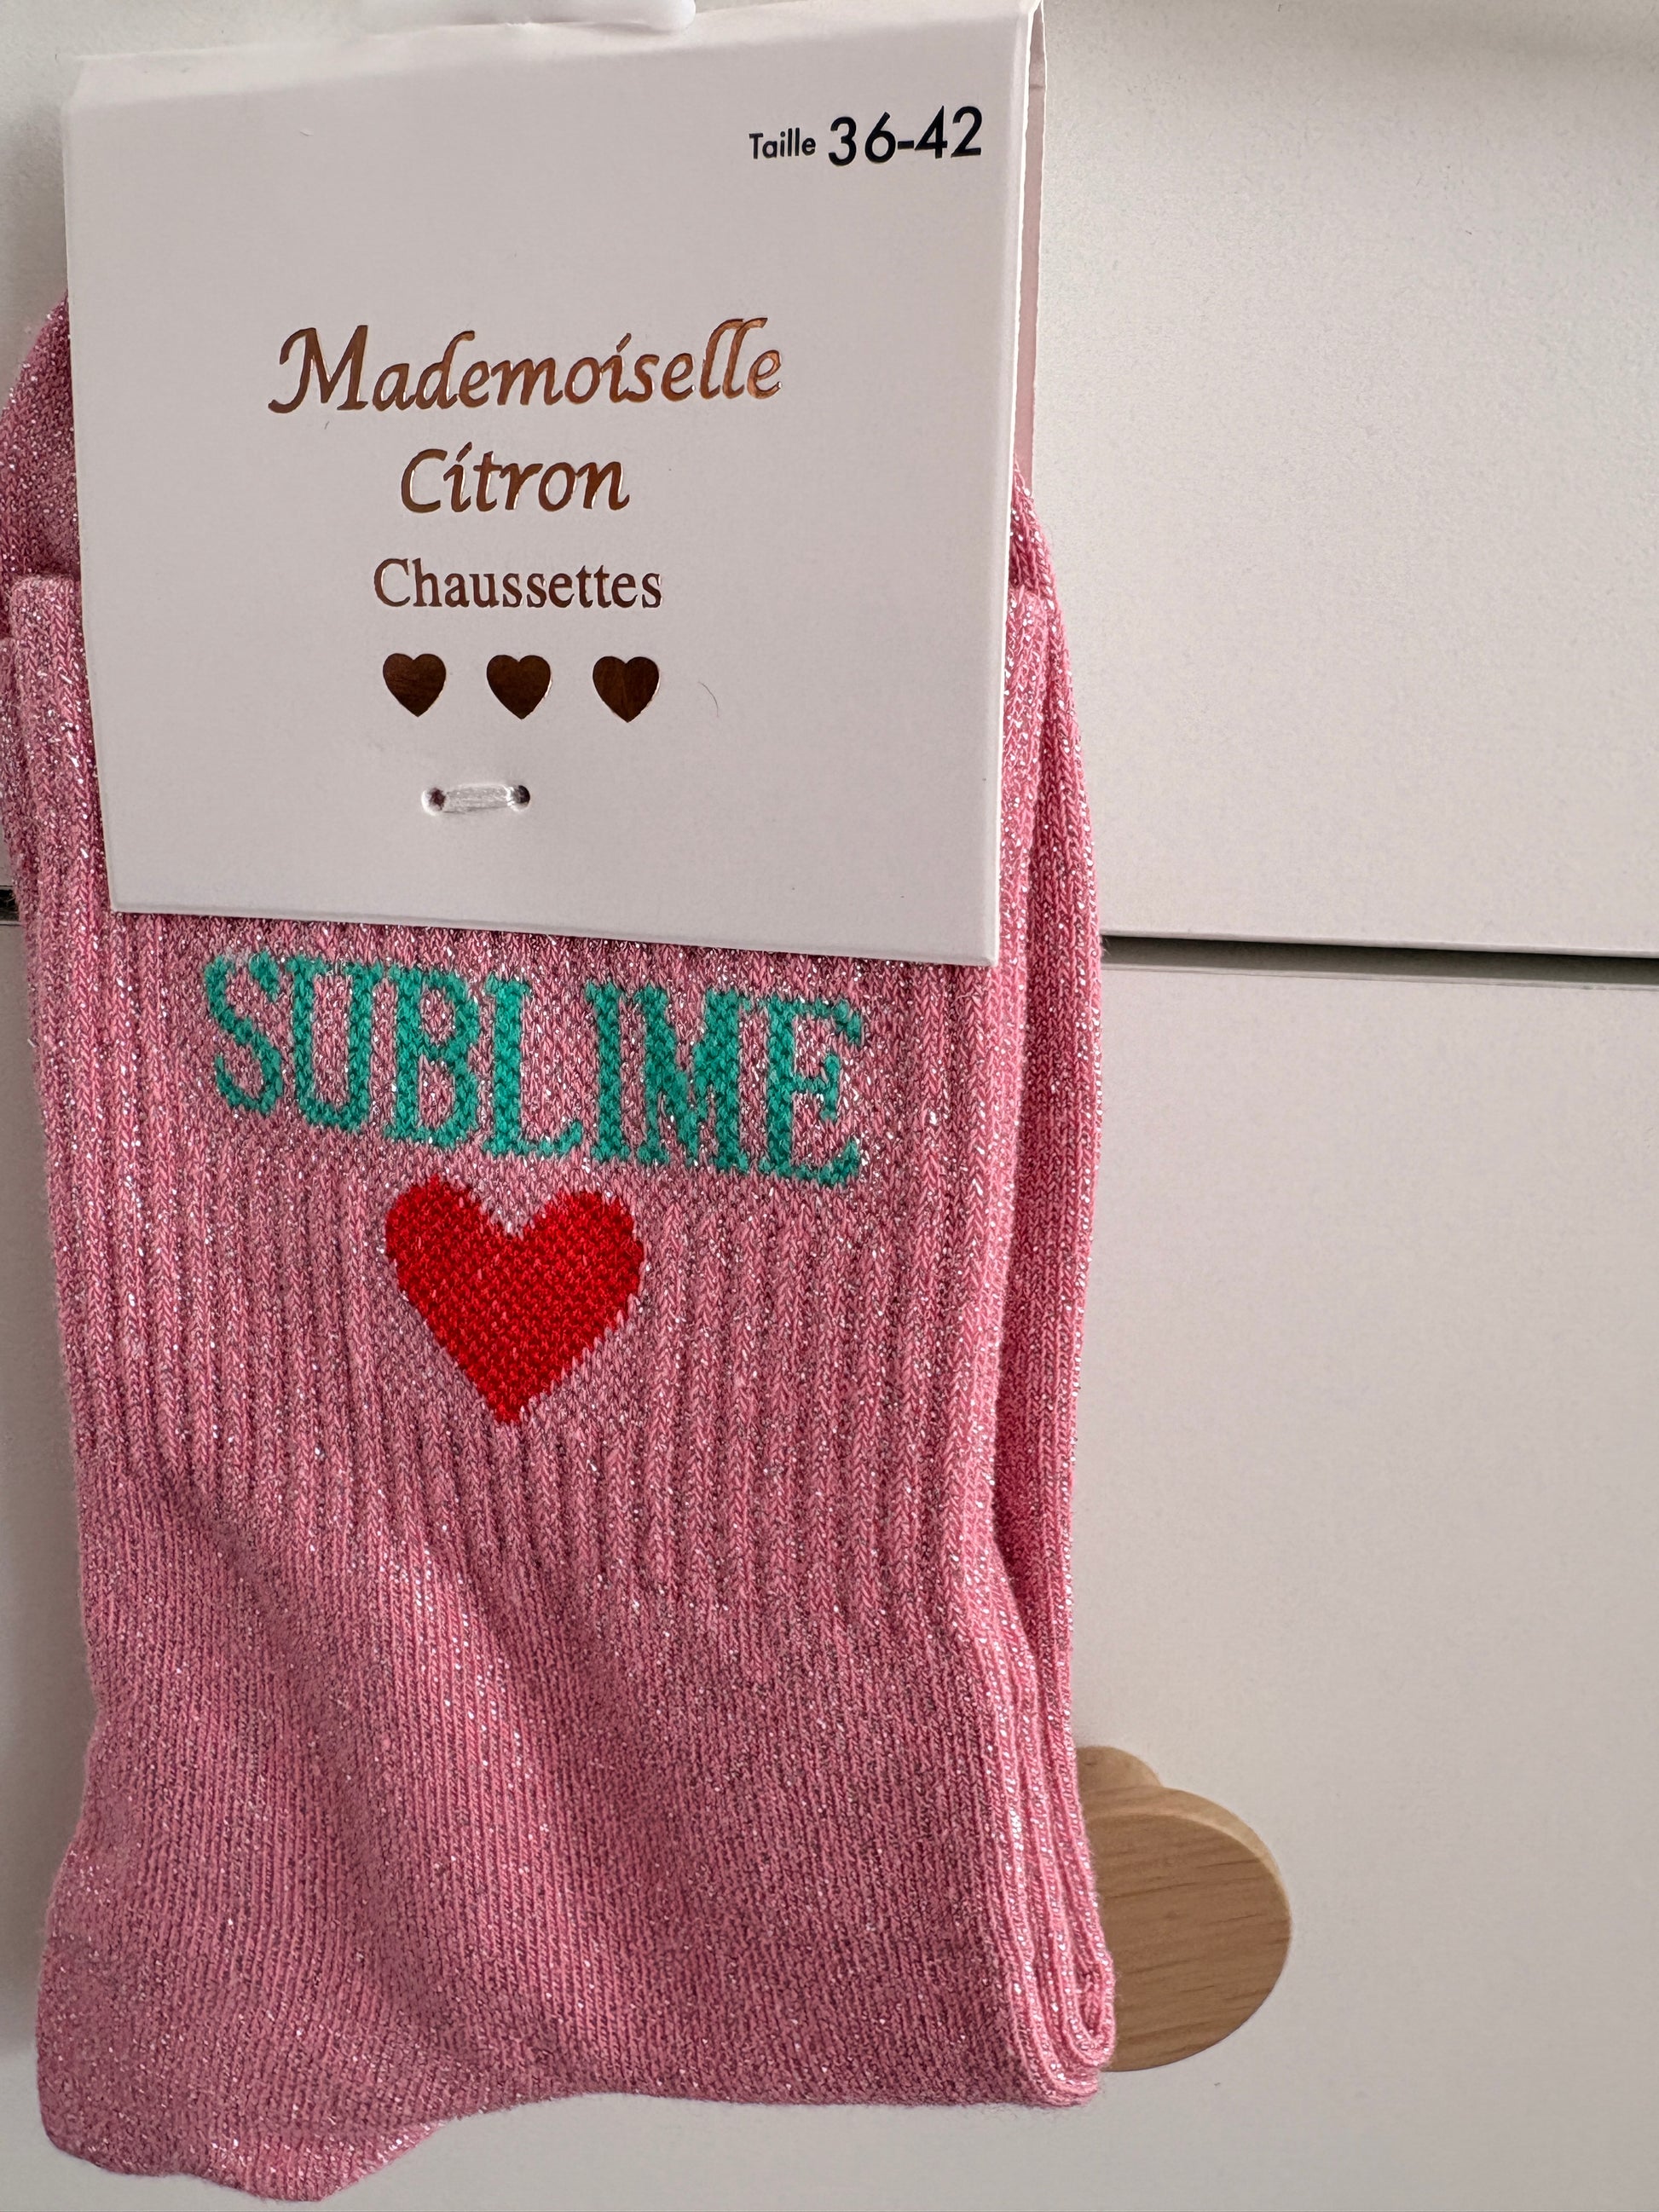 Taille 36-42
Mademoiselle
Citron
Chaussettes
SUBLIME